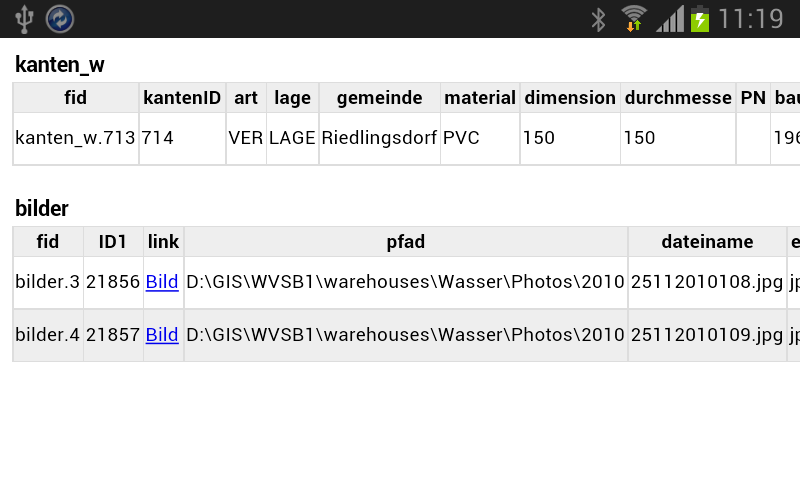 11:19
kanten_w
fid kantenID art lage gemeinde material dimension durchmesse PN bau
kanten_w.713 714 VER LAGE Riedlingsdorf PVC 150 150 196
bilder
fid ID1 link pfad dateiname e
bilder.3 21856 Bild D:\GIS\WVSB1\warehouses\Wasser\Photos\2010 25112010108.jpg jp
bilder.4 21857 Bild D:\GIS\WVSB1\warehouses\Wasser\Photos\2010 25112010109.jpg jp